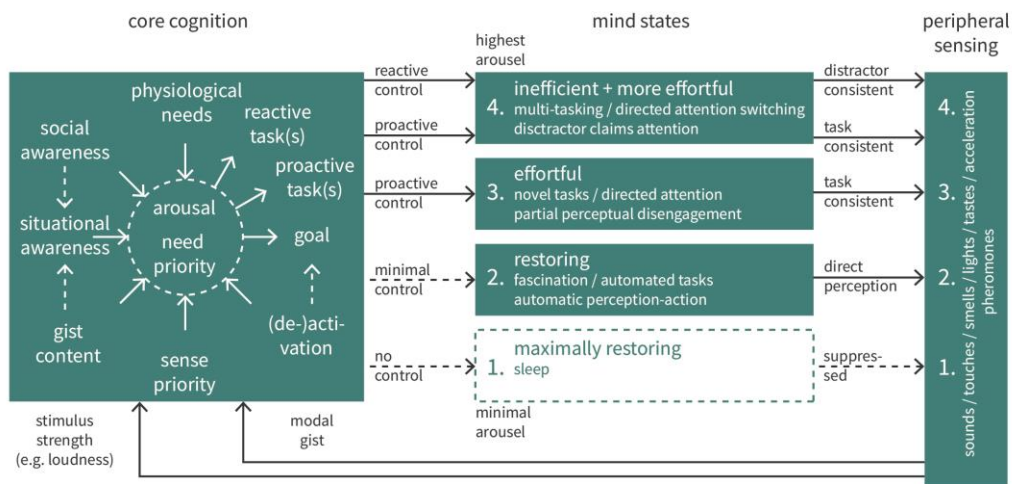 core cognition
mind states
peripheral
sensing
physiological
needs
reactive
task(s)
social
awareness
proactive
task(s)
arousal
situational
awareness
need
priority
goal
gist
content
(de-)acti-
vation
sense
priority
stimulus
strength
(e.g. loudness)
modal
gist
reactive
control
proactive
control
proactive
control
minimal
control
no
control
highest
arousel
4. inefficient + more effortful
multi-tasking / directed attention switching
disctractor claims attention
3. effortful
novel tasks / directed attention
partial perceptual disengagement
2. restoring
fascination / automated tasks
automatic perception-action
1. maximally restoring
sleep
minimal
arousel
distractor
consistent
task
consistent
task
consistent
direct
perception
suppres-
sed
4.
3.
2.
1.
sounds / touches / smells / lights / tastes / acceleration
pheromones